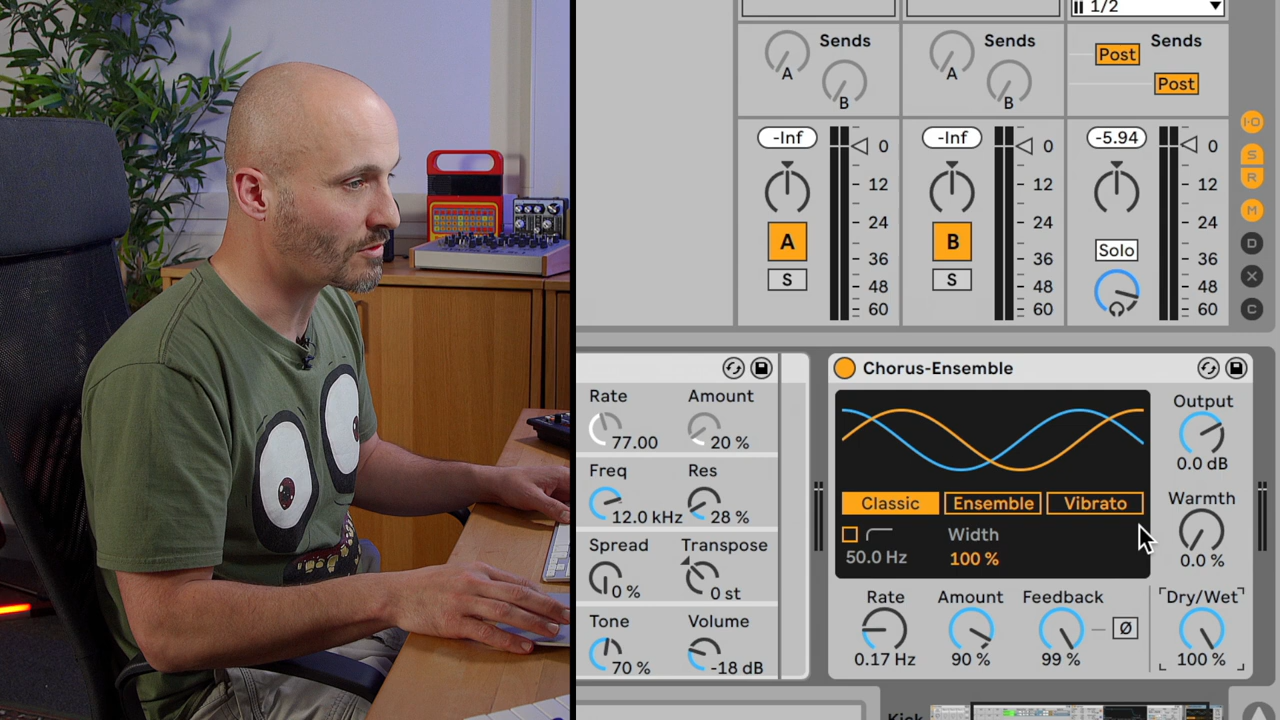 1/2
Sends
Sends
Sends
A
A
Post
B
B
Post
-Inf
-Inf
-5.94
0
12
24
36
48
60
0
12
24
36
48
60
0
12
24
36
48
60
A
B
Solo
S
S
I·O
S
R
M
D
X
C
Rate
Amount
77.00
20 %
Freq
Res
12.0 kHz
28 %
Spread
Transpose
0 %
0 st
Tone
Volume
70 %
-18 dB
Chorus-Ensemble
Classic
Ensemble
Vibrato
50.0 Hz
Width
100 %
Output
0.0 dB
Warmth
0.0 %
Rate
Amount
Feedback
Dry/Wet
Ø
0.17 Hz
90 %
99 %
100 %
Kick